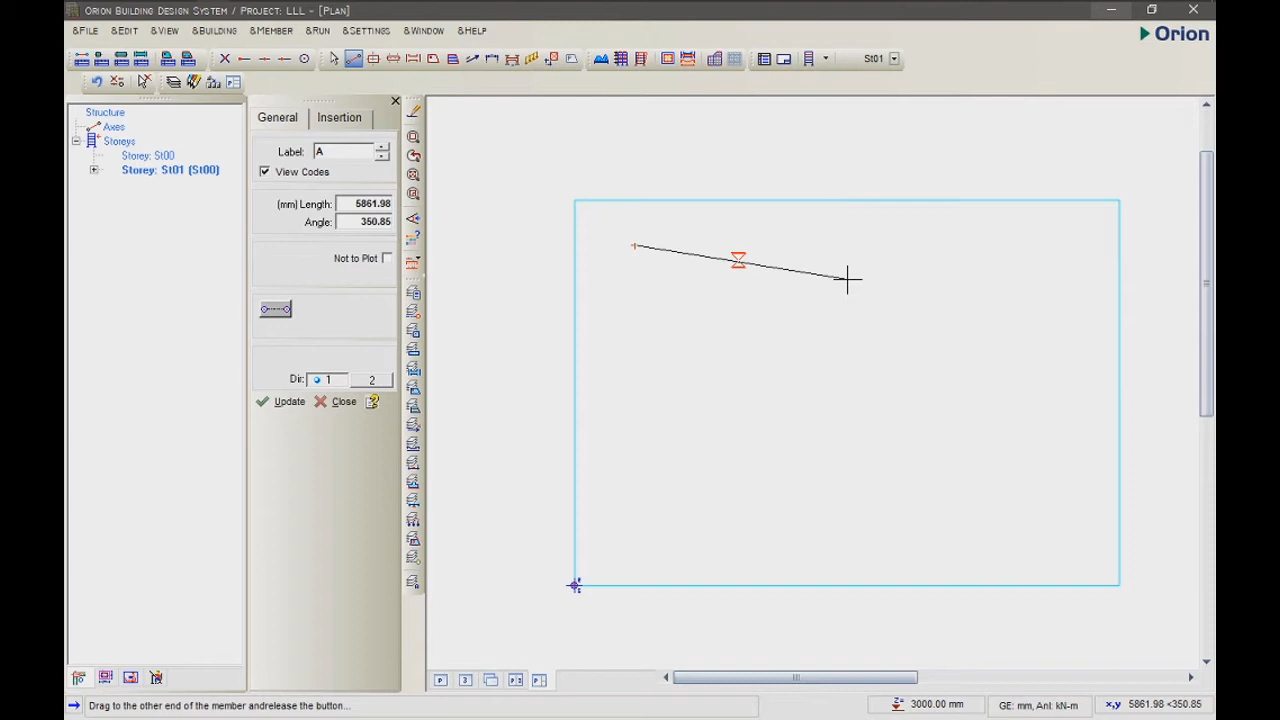 ORION BUILDING DESIGN SYSTEM / PROJECT: LLL - [PLAN]
&FILE &EDIT &VIEW &BUILDING &MEMBER &RUN &SETTINGS &WINDOW &HELP
Orion
St01
Structure
Axes
Storeys
Storey: St00
Storey: St01 (St00)
General Insertion
Label: A
View Codes
(mm) Length: 5861.98
Angle: 350.85
Not to Plot
Dir: 1 2
Update Close
Drag to the other end of the member andrelease the button...
Z= 3000.00 mm
GE: mm, Anl: kN-m
x,y 5861.98 <350.85